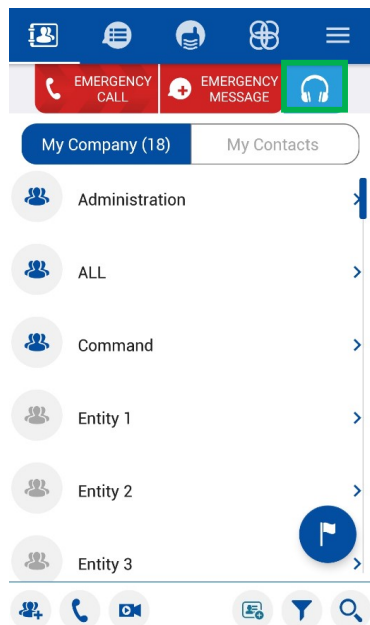 EMERGENCY
CALL
EMERGENCY
MESSAGE
My Company (18)
My Contacts
Administration
ALL
Command
Entity 1
Entity 2
Entity 3